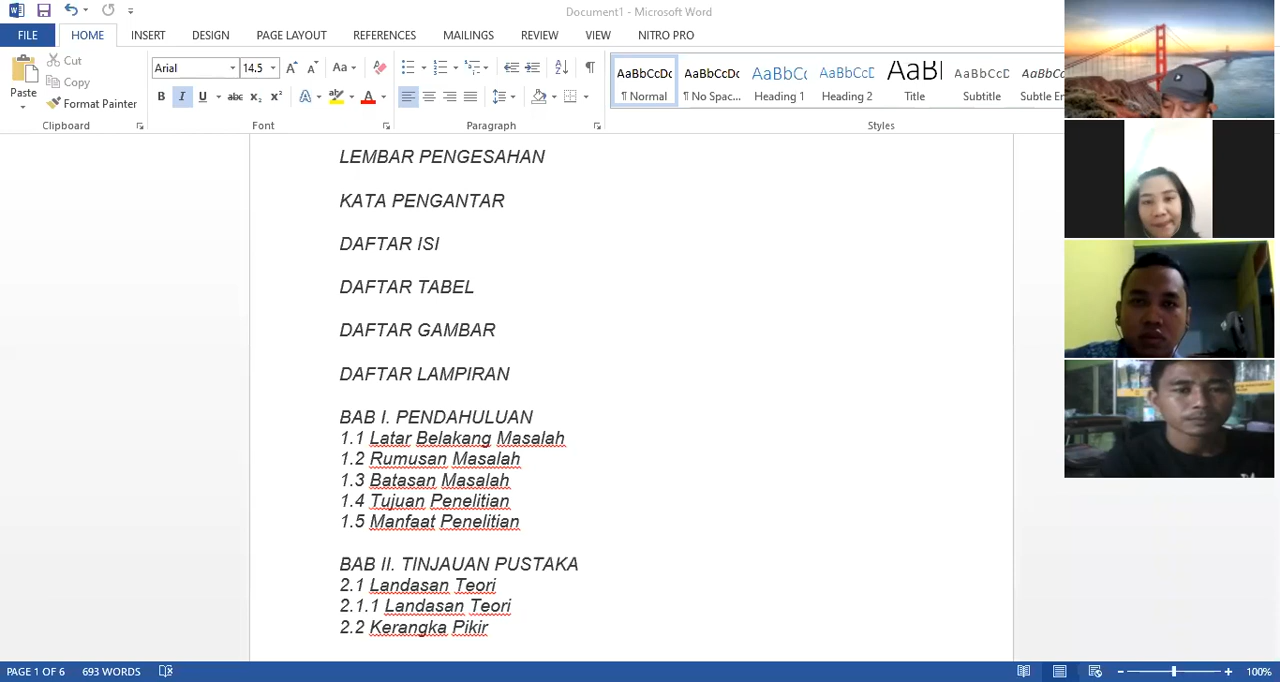 Document1 - Microsoft Word
FILE HOME INSERT DESIGN PAGE LAYOUT REFERENCES MAILINGS REVIEW VIEW NITRO PRO
Paste
Cut
Copy
Format Painter
Clipboard
Arial 14.5
Font
Paragraph
AaBbCcDc AaBbCcDc AaBbCc AaBbCcD AaBl AaBbCcD AaBbCcD
¶ Normal ¶ No Spac... Heading 1 Heading 2 Title Subtitle Subtle Em
Styles
LEMBAR PENGESAHAN
KATA PENGANTAR
DAFTAR ISI
DAFTAR TABEL
DAFTAR GAMBAR
DAFTAR LAMPIRAN
BAB I. PENDAHULUAN
1.1 Latar Belakang Masalah
1.2 Rumusan Masalah
1.3 Batasan Masalah
1.4 Tujuan Penelitian
1.5 Manfaat Penelitian
BAB II. TINJAUAN PUSTAKA
2.1 Landasan Teori
2.1.1 Landasan Teori
2.2 Kerangka Pikir
PAGE 1 OF 6 693 WORDS 100%